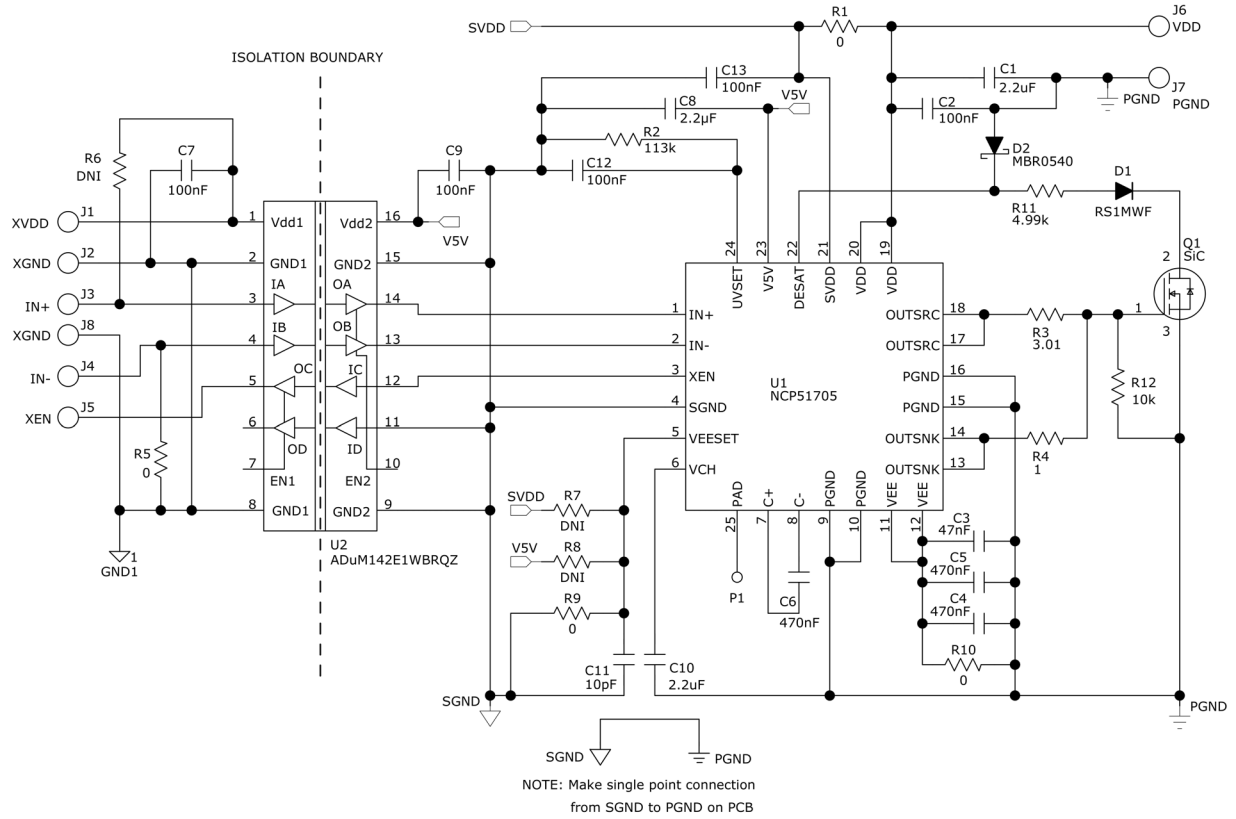 SVDD
R1
0
J6
VDD
ISOLATION BOUNDARY
C13
100nF
C1
2.2uF
J7
PGND
PGND
C8
2.2µF
V5V
C2
100nF
R2
113k
D2
MBR0540
R6
DNI
C7
100nF
C9
100nF
C12
100nF
D1
RS1MWF
R11
4.99k
XVDD
J1
1
Vdd1
Vdd2
16
V5V
24
23
22
21
20
19
Q1
SiC
2
XGND
J2
2
GND1
GND2
15
UVSET
V5V
DESAT
SVDD
VDD
VDD
IN+
J3
3
IA
OA
14
1
IN+
OUTSRC
18
R3
3.01
1
3
XGND
J8
4
IB
OB
13
2
IN-
OUTSRC
17
IN-
J4
5
OC
IC
12
3
XEN
U1
NCP51705
PGND
16
R12
10k
XEN
J5
4
SGND
PGND
15
6
OD
ID
11
5
VEESET
OUTSNK
14
R4
1
R5
0
7
EN1
EN2
10
6
VCH
OUTSNK
13
8
GND1
GND2
9
PAD
C+
C-
PGND
PGND
VEE
VEE
25
7
8
9
10
11
12
SVDD
R7
DNI
C3
47nF
1
GND1
U2
ADuM142E1WBRQZ
V5V
R8
DNI
C5
470nF
P1
C6
470nF
R9
0
C4
470nF
R10
0
C11
10pF
C10
2.2uF
SGND
PGND
SGND
PGND
NOTE: Make single point connection
from SGND to PGND on PCB